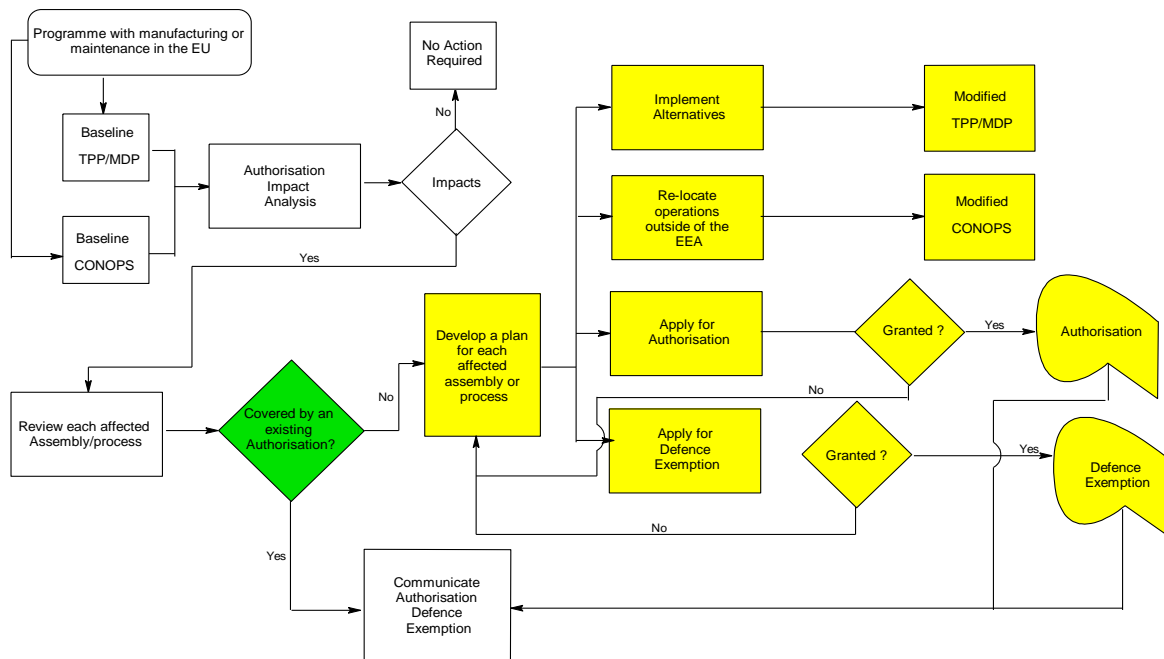 Programme with manufacturing or
maintenance in the EU
No Action
Required
No
Baseline
TPP/MDP
Authorisation
Impact
Analysis
Impacts
Implement
Alternatives
Modified
TPP/MDP
Baseline
CONOPS
Yes
Re-locate
operations
outside of the
EEA
Modified
CONOPS
Develop a plan
for each
affected
assembly or
process
Apply for
Authorisation
Granted ?
Yes
Authorisation
No
Review each affected
Assembly/process
Covered by an
existing
Authorisation?
No
Apply for
Defence
Exemption
Granted ?
Yes
Defence
Exemption
No
Yes
Communicate
Authorisation
Defence
Exemption